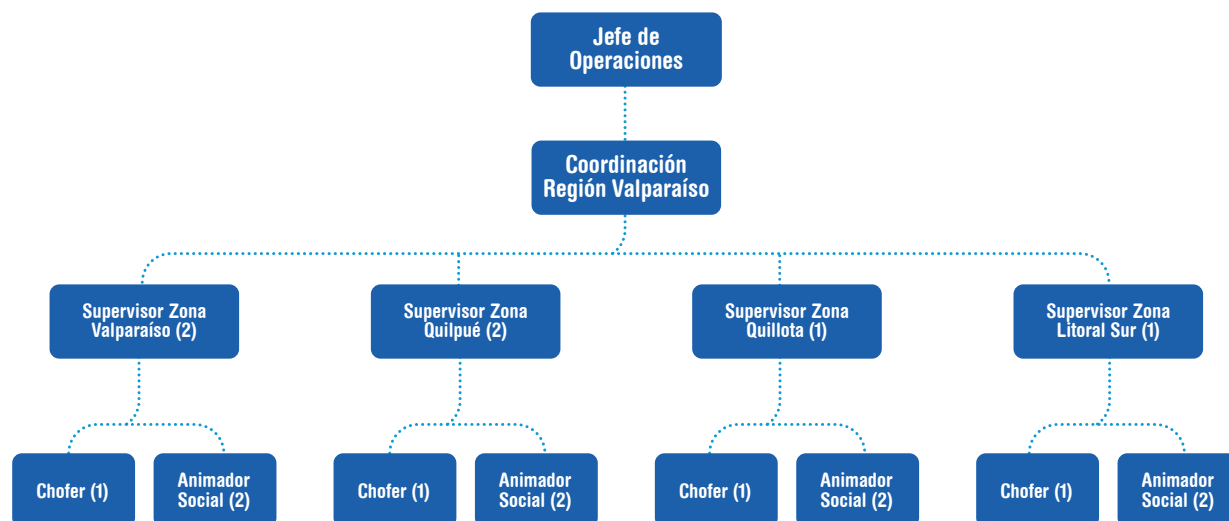 Jefe de
Operaciones
Coordinación
Región Valparaíso
Supervisor Zona
Valparaíso (2)
Supervisor Zona
Quilpué (2)
Supervisor Zona
Quillota (1)
Supervisor Zona
Litoral Sur (1)
Chofer (1)
Animador
Social (2)
Chofer (1)
Animador
Social (2)
Chofer (1)
Animador
Social (2)
Chofer (1)
Animador
Social (2)